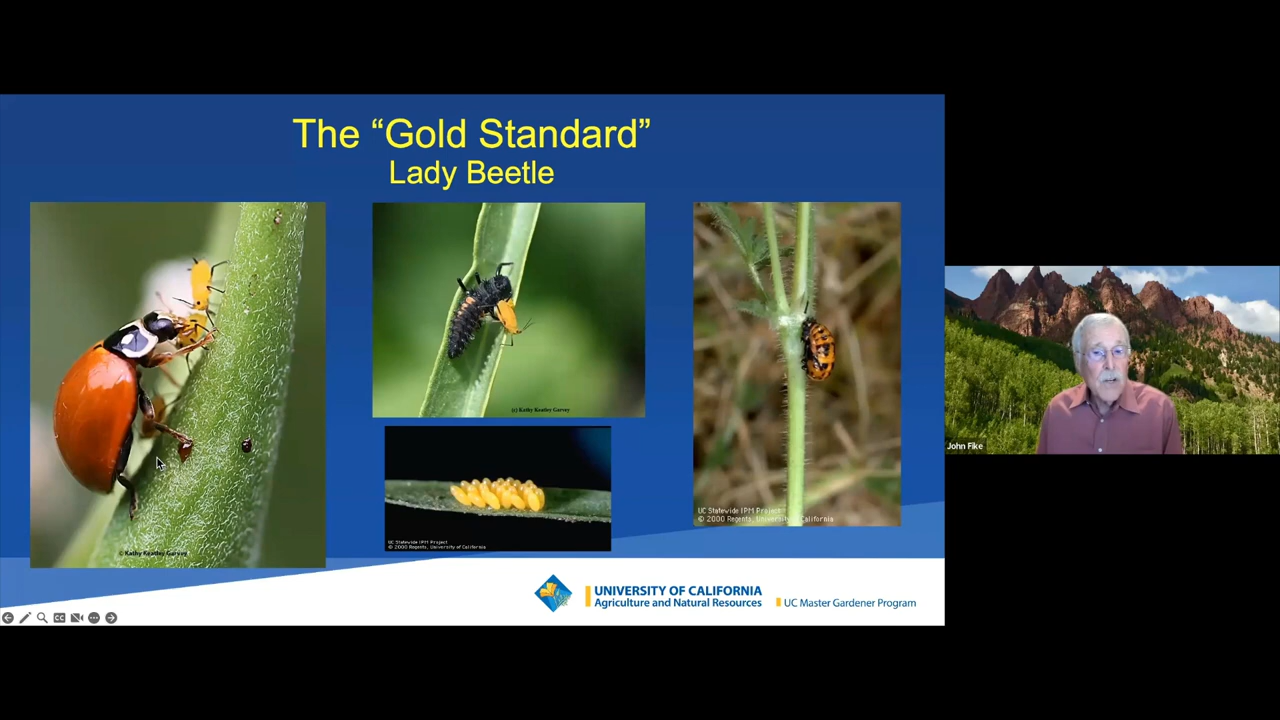 The “Gold Standard”
Lady Beetle
© Kathy Keatley Garvey
(c) Kathy Keatley Garvey
UC Statewide IPM Project
© 2000 Regents, University of California
UC Statewide IPM Project
© 2000 Regents, University of California
UNIVERSITY OF CALIFORNIA
Agriculture and Natural Resources
UC Master Gardener Program
CC
John Fike